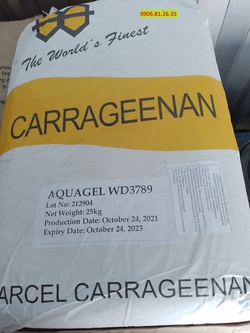 0906.81.26.35
The World's Finest
CARRAGEENAN
AQUAGEL WD3789
Lot No: 212904
Net Weight: 25kg
Production Date: October 24, 2021
Expiry Date: October 24, 2023
ARCEL CARRAGEENAN